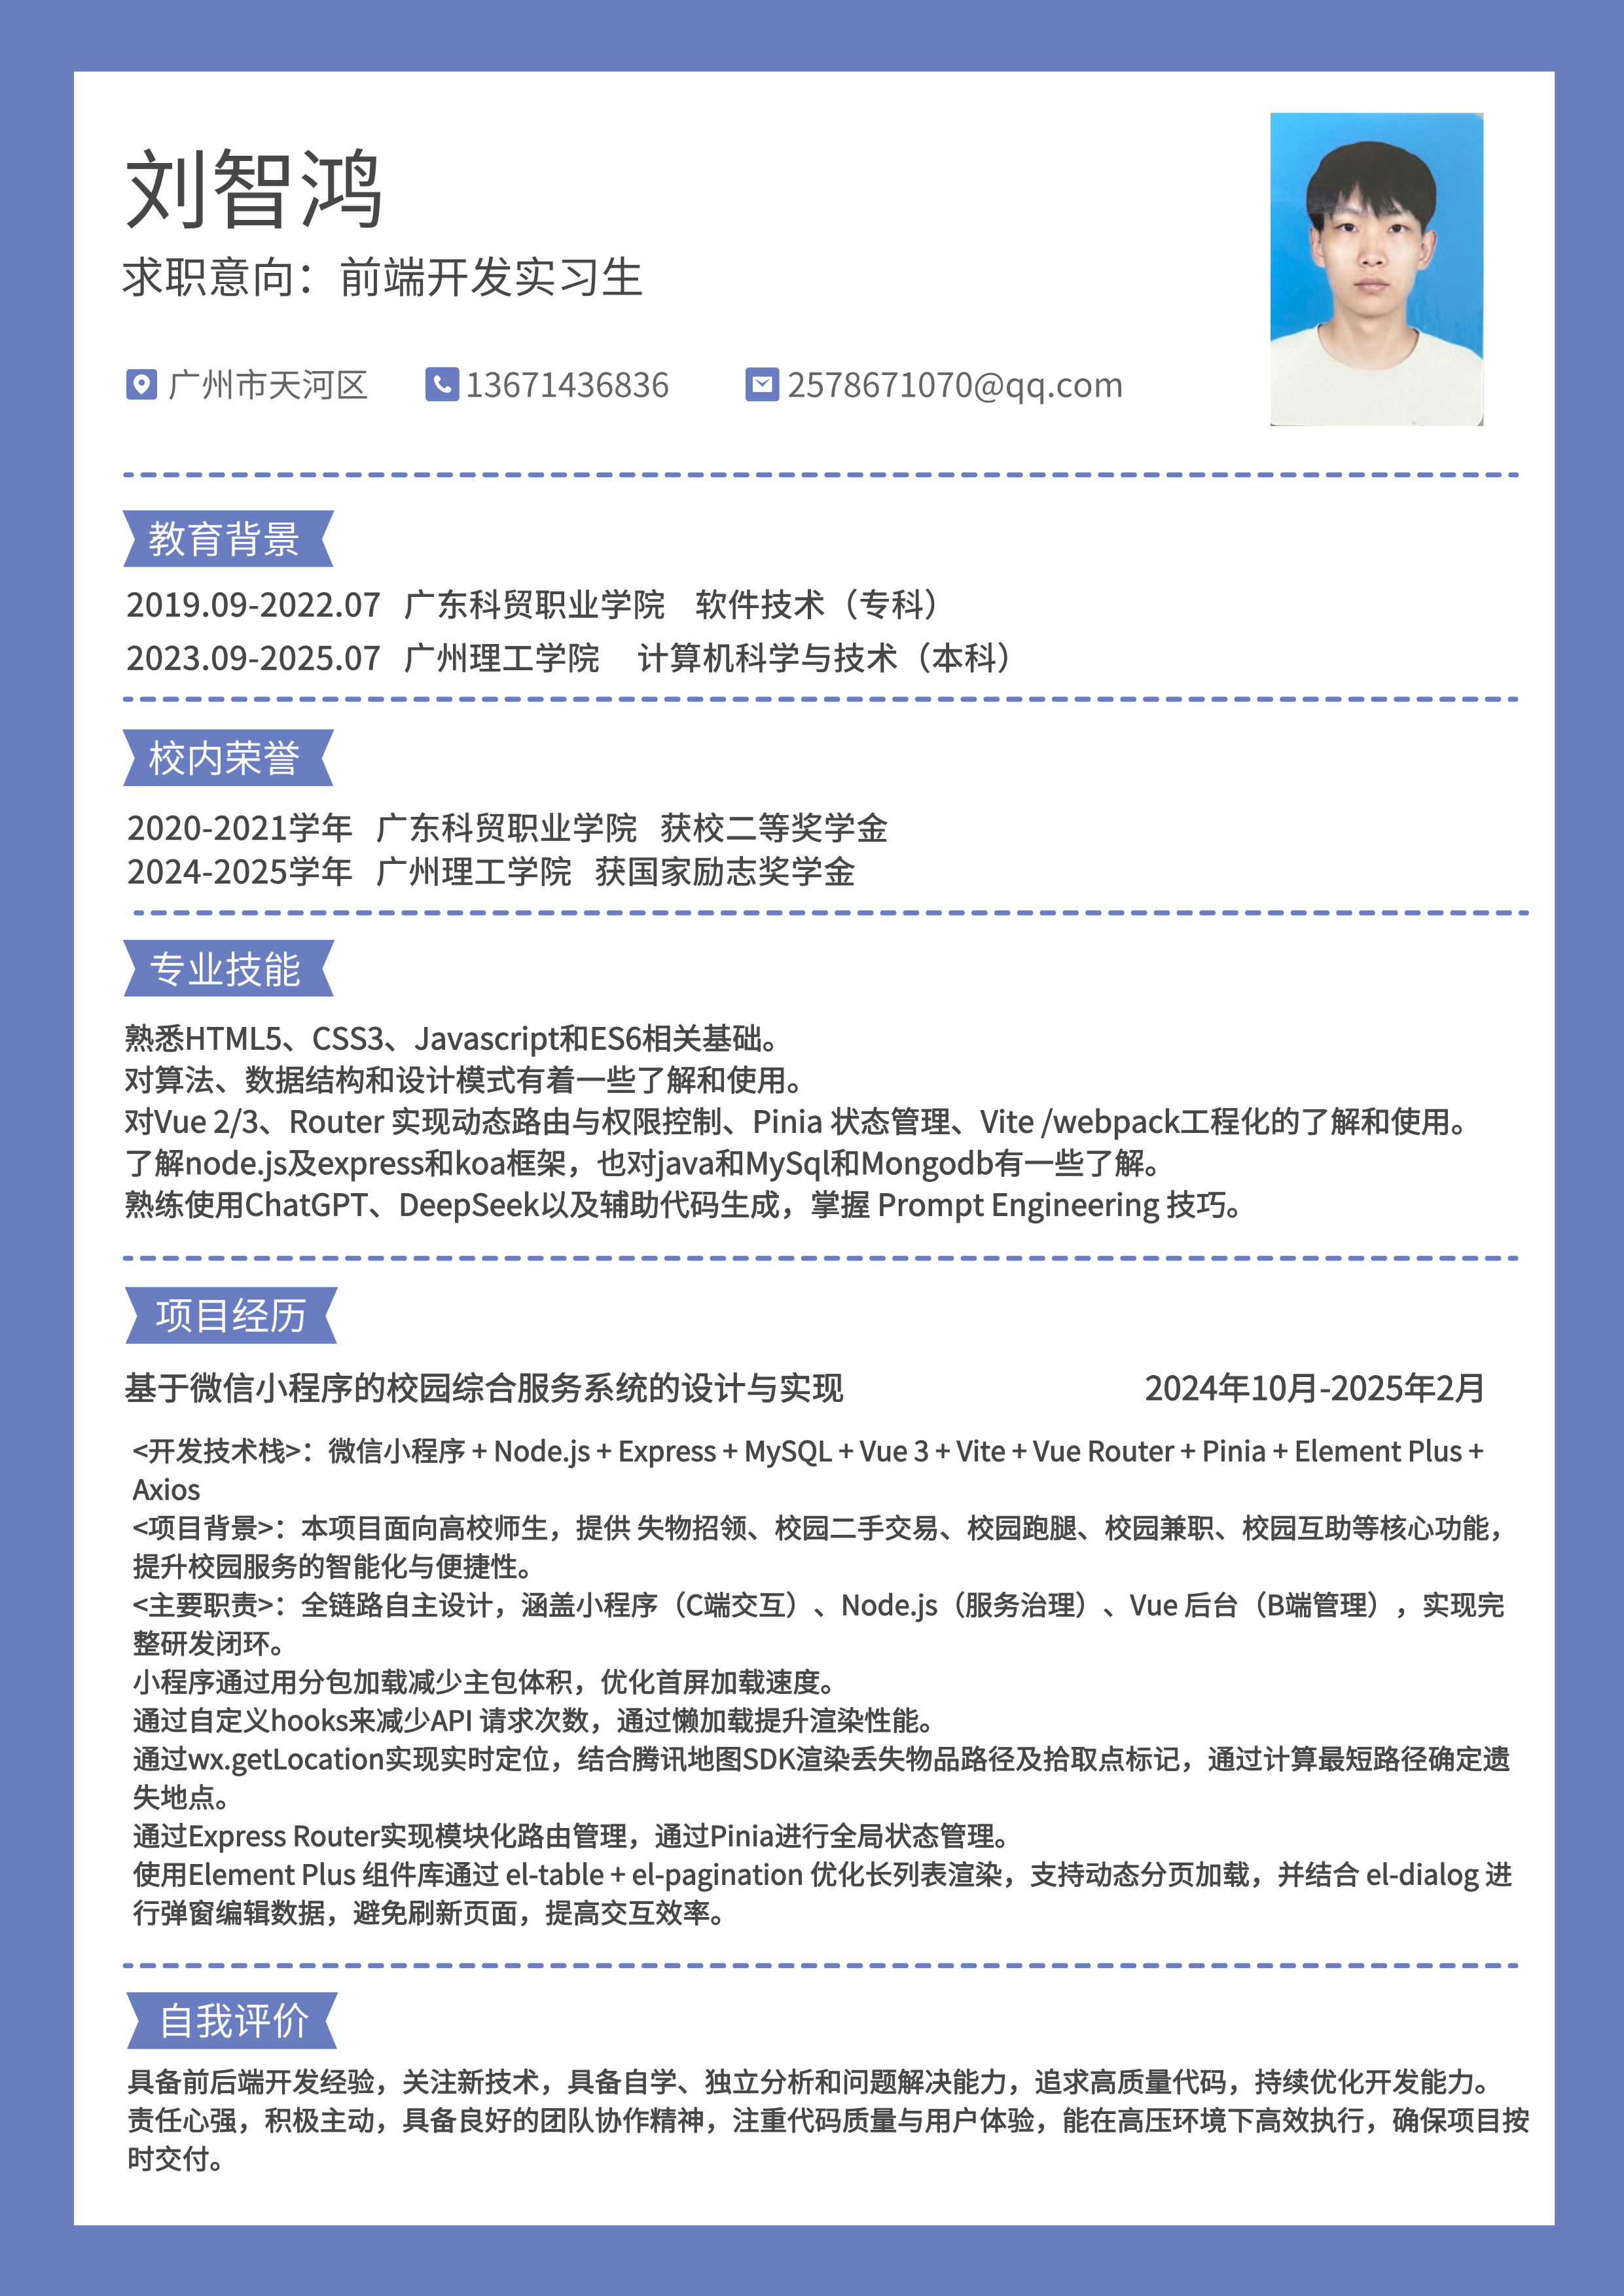 刘智鸿
求职意向：前端开发实习生
广州市天河区 13671436836 2578671070@qq.com
教育背景
2019.09-2022.07 广东科贸职业学院 软件技术（专科）
2023.09-2025.07 广州理工学院 计算机科学与技术（本科）
校内荣誉
2020-2021学年 广东科贸职业学院 获校二等奖学金
2024-2025学年 广州理工学院 获国家励志奖学金
专业技能
熟悉HTML5、CSS3、Javascript和ES6相关基础。
对算法、数据结构和设计模式有着一些了解和使用。
对Vue 2/3、Router 实现动态路由与权限控制、Pinia 状态管理、Vite /webpack工程化的了解和使用。
了解node.js及express和koa框架，也对java和MySql和Mongodb有一些了解。
熟练使用ChatGPT、DeepSeek以及辅助代码生成，掌握 Prompt Engineering 技巧。
项目经历
基于微信小程序的校园综合服务系统的设计与实现 2024年10月-2025年2月
<开发技术栈>：微信小程序 + Node.js + Express + MySQL + Vue 3 + Vite + Vue Router + Pinia + Element Plus +
Axios
<项目背景>：本项目面向高校师生，提供 失物招领、校园二手交易、校园跑腿、校园兼职、校园互助等核心功能，
提升校园服务的智能化与便捷性。
<主要职责>：全链路自主设计，涵盖小程序（C端交互）、Node.js（服务治理）、Vue 后台（B端管理），实现完
整研发闭环。
小程序通过用分包加载减少主包体积，优化首屏加载速度。
通过自定义hooks来减少API 请求次数，通过懒加载提升渲染性能。
通过wx.getLocation实现实时定位，结合腾讯地图SDK渲染丢失物品路径及拾取点标记，通过计算最短路径确定遗
失地点。
通过Express Router实现模块化路由管理，通过Pinia进行全局状态管理。
使用Element Plus 组件库通过 el-table + el-pagination 优化长列表渲染，支持动态分页加载，并结合 el-dialog 进
行弹窗编辑数据，避免刷新页面，提高交互效率。
自我评价
具备前后端开发经验，关注新技术，具备自学、独立分析和问题解决能力，追求高质量代码，持续优化开发能力。
责任心强，积极主动，具备良好的团队协作精神，注重代码质量与用户体验，能在高压环境下高效执行，确保项目按
时交付。